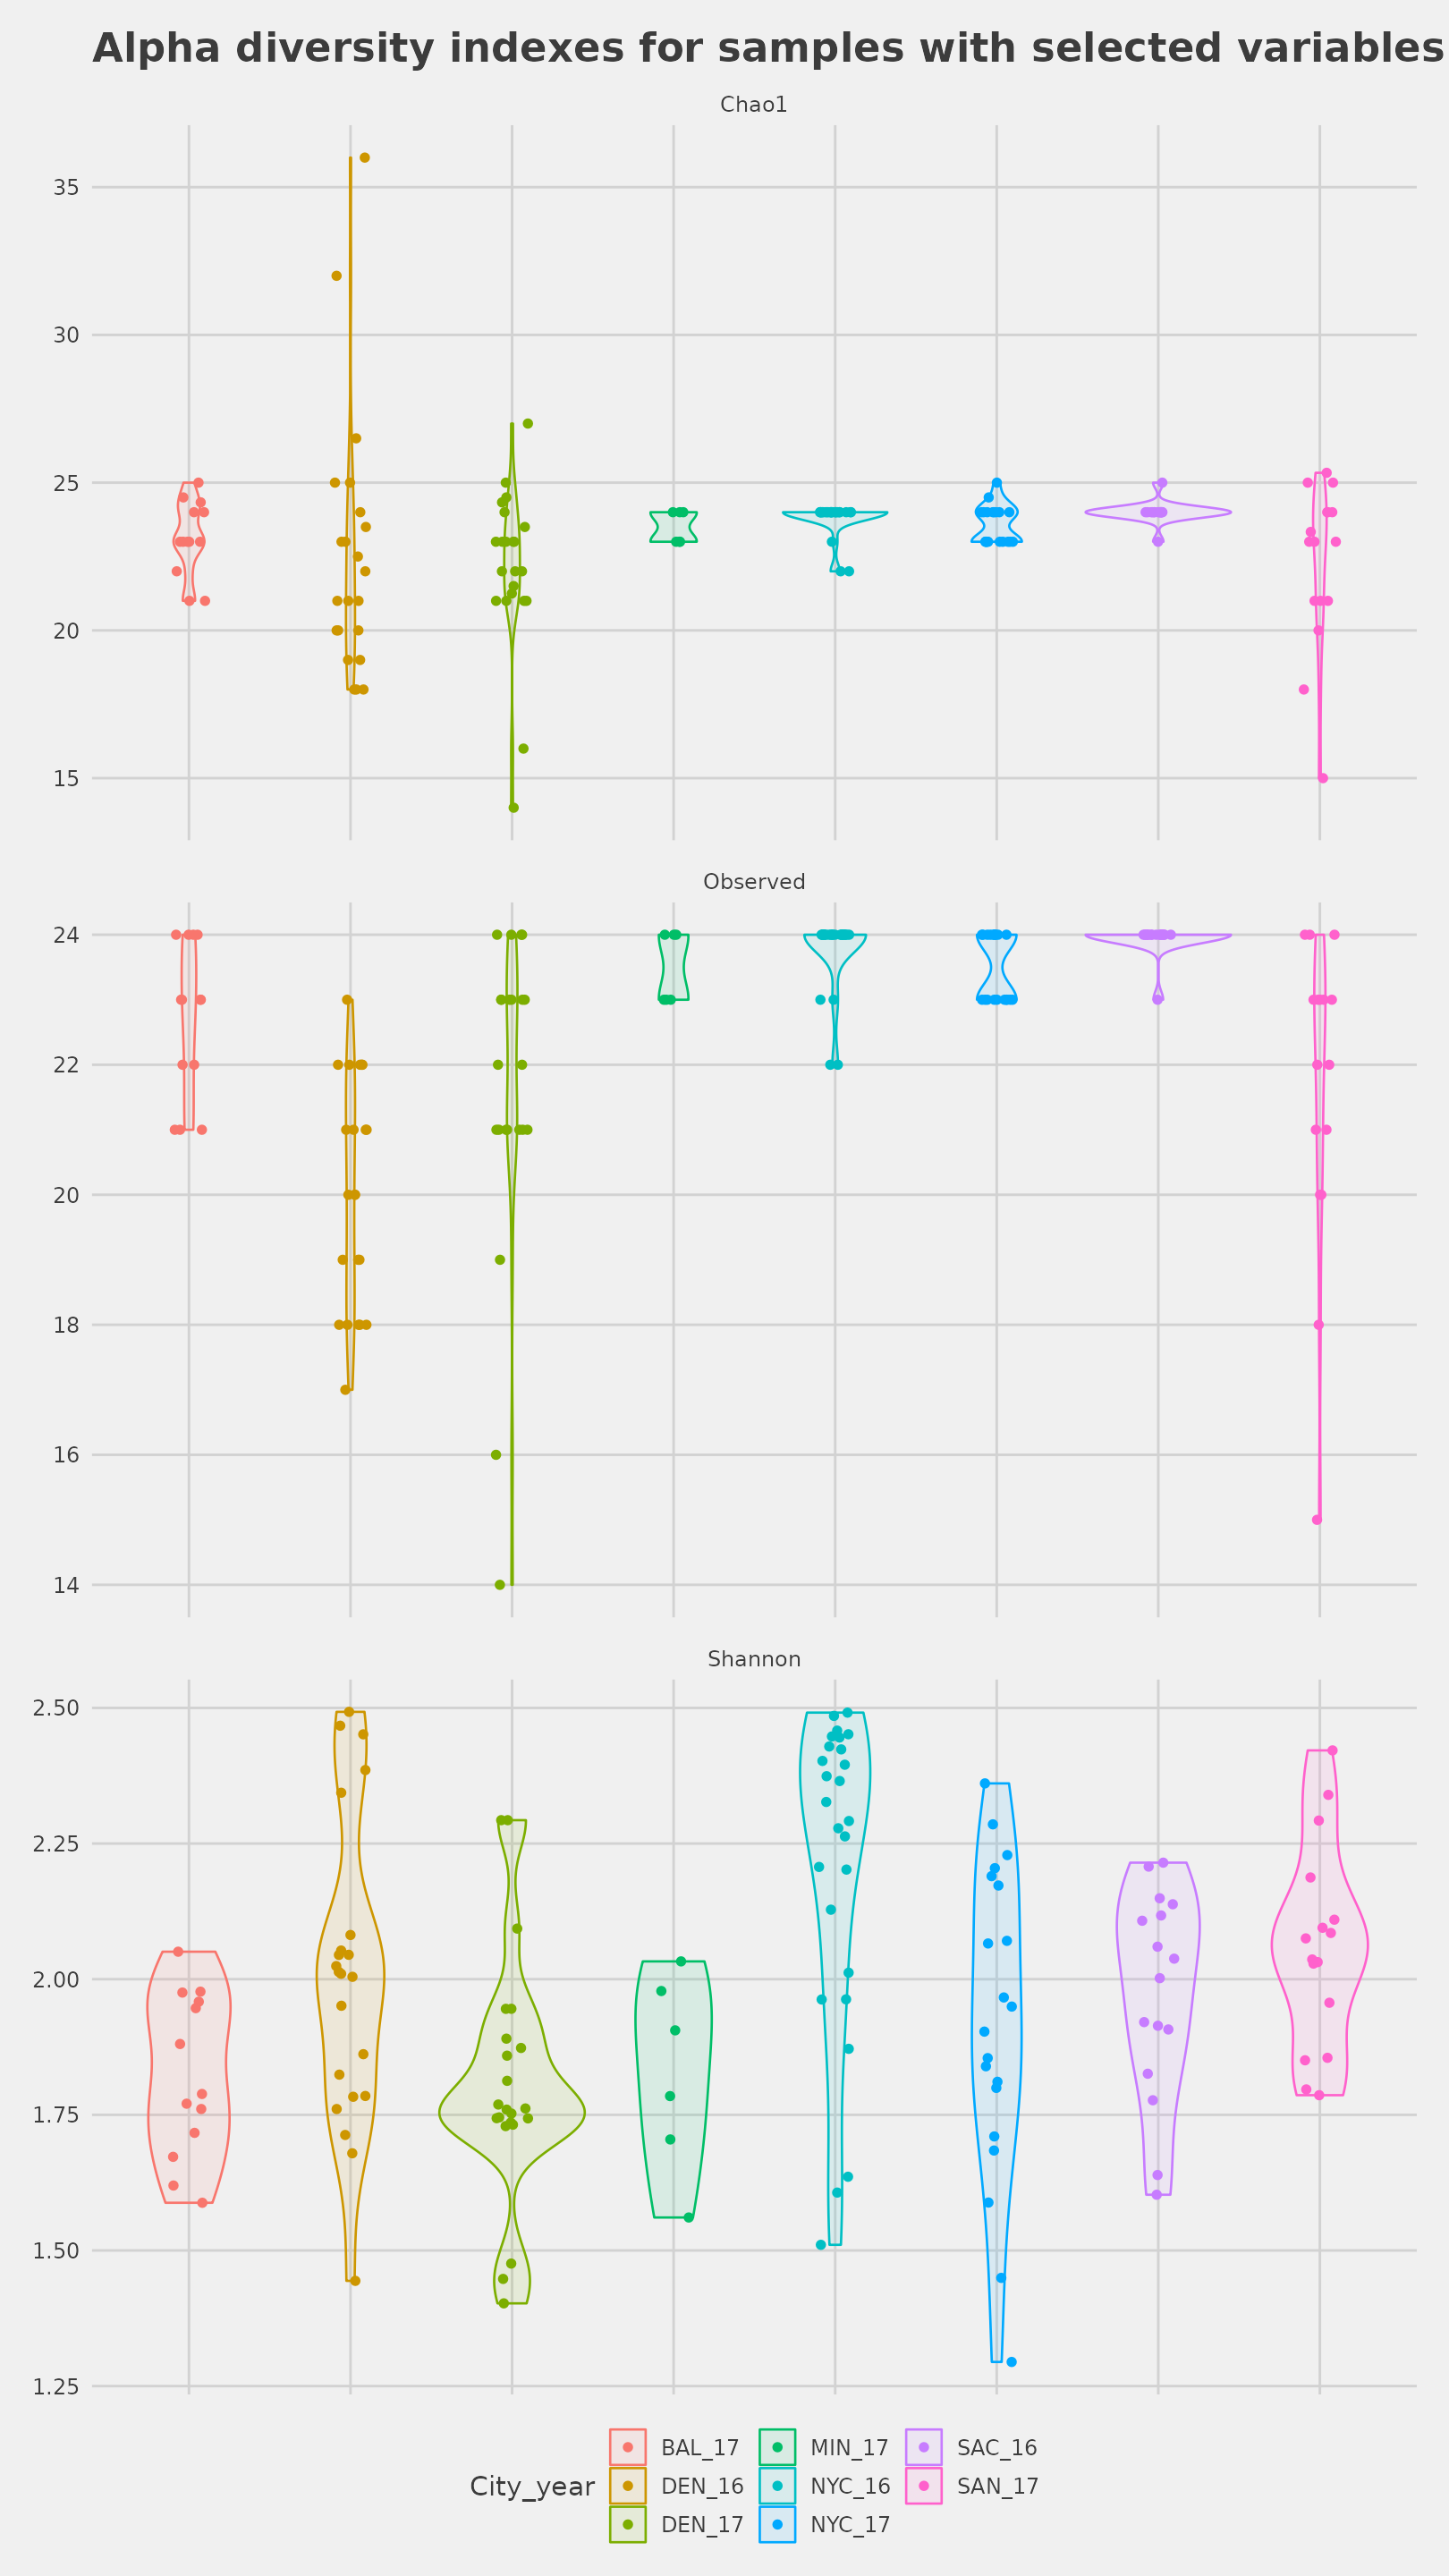 Alpha diversity indexes for samples with selected variables
Chao1
35
30
25
20
15
Observed
24
22
20
18
16
14
Shannon
2.50
2.25
2.00
1.75
1.50
1.25
City_year
BAL_17 MIN_17 SAC_16
DEN_16 NYC_16 SAN_17
DEN_17 NYC_17